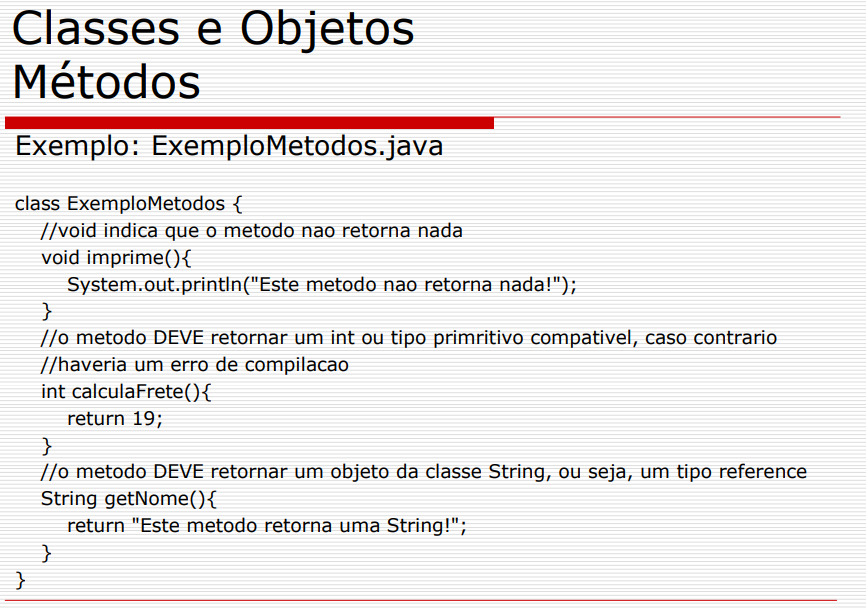 Classes e Objetos
Métodos
Exemplo: ExemploMetodos.java
class ExemploMetodos {
//void indica que o metodo nao retorna nada
void imprime(){
System.out.println("Este metodo nao retorna nada!");
}
//o metodo DEVE retornar um int ou tipo primritivo compativel, caso contrario
//haveria um erro de compilacao
int calculaFrete(){
return 19;
}
//o metodo DEVE retornar um objeto da classe String, ou seja, um tipo reference
String getNome(){
return "Este metodo retorna uma String!";
}
}